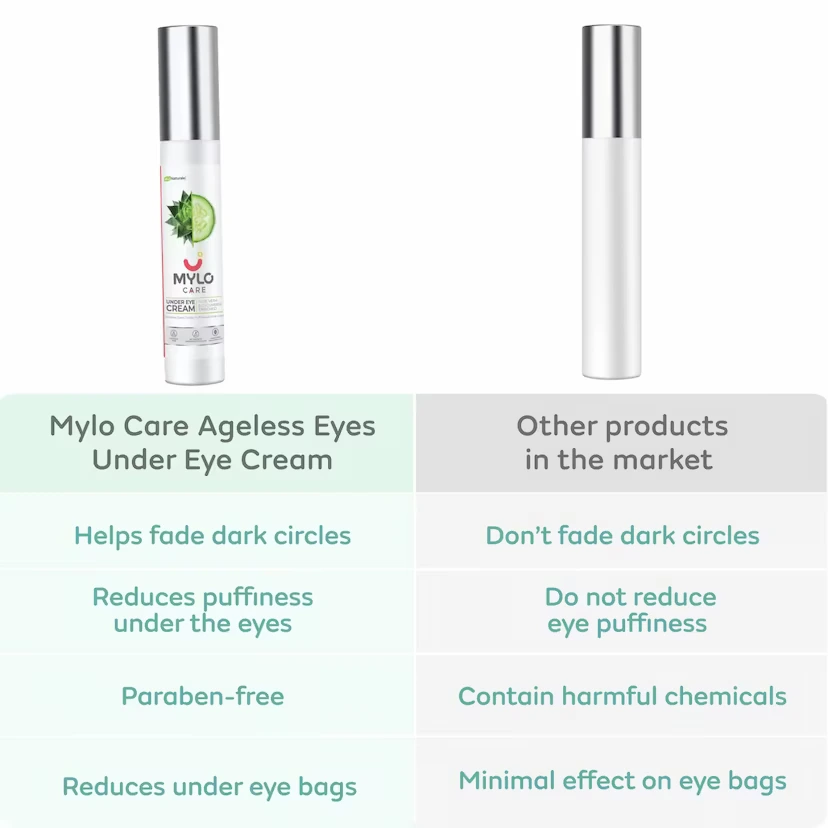 MYLO
CARE
UNDER EYE
CREAM
Mylo Care Ageless Eyes
Under Eye Cream
Other products
in the market
Helps fade dark circles
Don't fade dark circles
Reduces puffiness
under the eyes
Do not reduce
eye puffiness
Paraben-free
Contain harmful chemicals
Reduces under eye bags
Minimal effect on eye bags